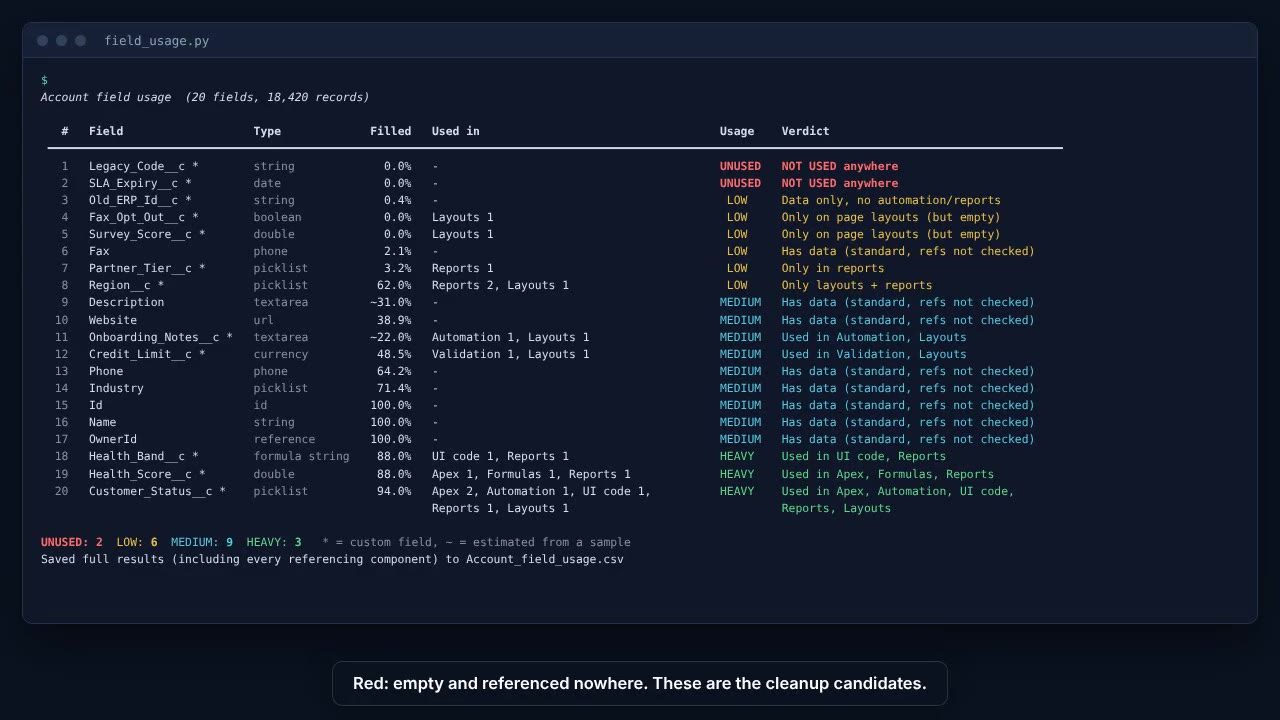 field_usage.py
$
Account field usage  (20 fields, 18,420 records)
#  Field  Type  Filled  Used in  Usage  Verdict
1  Legacy_Code__c *  string  0.0%  -  UNUSED  NOT USED anywhere
2  SLA_Expiry__c *  date  0.0%  -  UNUSED  NOT USED anywhere
3  Old_ERP_Id__c *  string  0.4%  -  LOW  Data only, no automation/reports
4  Fax_Opt_Out__c *  boolean  0.0%  Layouts 1  LOW  Only on page layouts (but empty)
5  Survey_Score__c *  double  0.0%  Layouts 1  LOW  Only on page layouts (but empty)
6  Fax  phone  2.1%  -  LOW  Has data (standard, refs not checked)
7  Partner_Tier__c *  picklist  3.2%  Reports 1  LOW  Only in reports
8  Region__c *  picklist  62.0%  Reports 2, Layouts 1  LOW  Only layouts + reports
9  Description  textarea  ~31.0%  -  MEDIUM  Has data (standard, refs not checked)
10  Website  url  38.9%  -  MEDIUM  Has data (standard, refs not checked)
11  Onboarding_Notes__c *  textarea  ~22.0%  Automation 1, Layouts 1  MEDIUM  Used in Automation, Layouts
12  Credit_Limit__c *  currency  48.5%  Validation 1, Layouts 1  MEDIUM  Used in Validation, Layouts
13  Phone  phone  64.2%  -  MEDIUM  Has data (standard, refs not checked)
14  Industry  picklist  71.4%  -  MEDIUM  Has data (standard, refs not checked)
15  Id  id  100.0%  -  MEDIUM  Has data (standard, refs not checked)
16  Name  string  100.0%  -  MEDIUM  Has data (standard, refs not checked)
17  OwnerId  reference  100.0%  -  MEDIUM  Has data (standard, refs not checked)
18  Health_Band__c *  formula string  88.0%  UI code 1, Reports 1  HEAVY  Used in UI code, Reports
19  Health_Score__c *  double  88.0%  Apex 1, Formulas 1, Reports 1  HEAVY  Used in Apex, Formulas, Reports
20  Customer_Status__c *  picklist  94.0%  Apex 2, Automation 1, UI code 1,  HEAVY  Used in Apex, Automation, UI code,
Reports 1, Layouts 1  Reports, Layouts
UNUSED: 2  LOW: 6  MEDIUM: 9  HEAVY: 3  * = custom field, ~ = estimated from a sample
Saved full results (including every referencing component) to Account_field_usage.csv
Red: empty and referenced nowhere. These are the cleanup candidates.